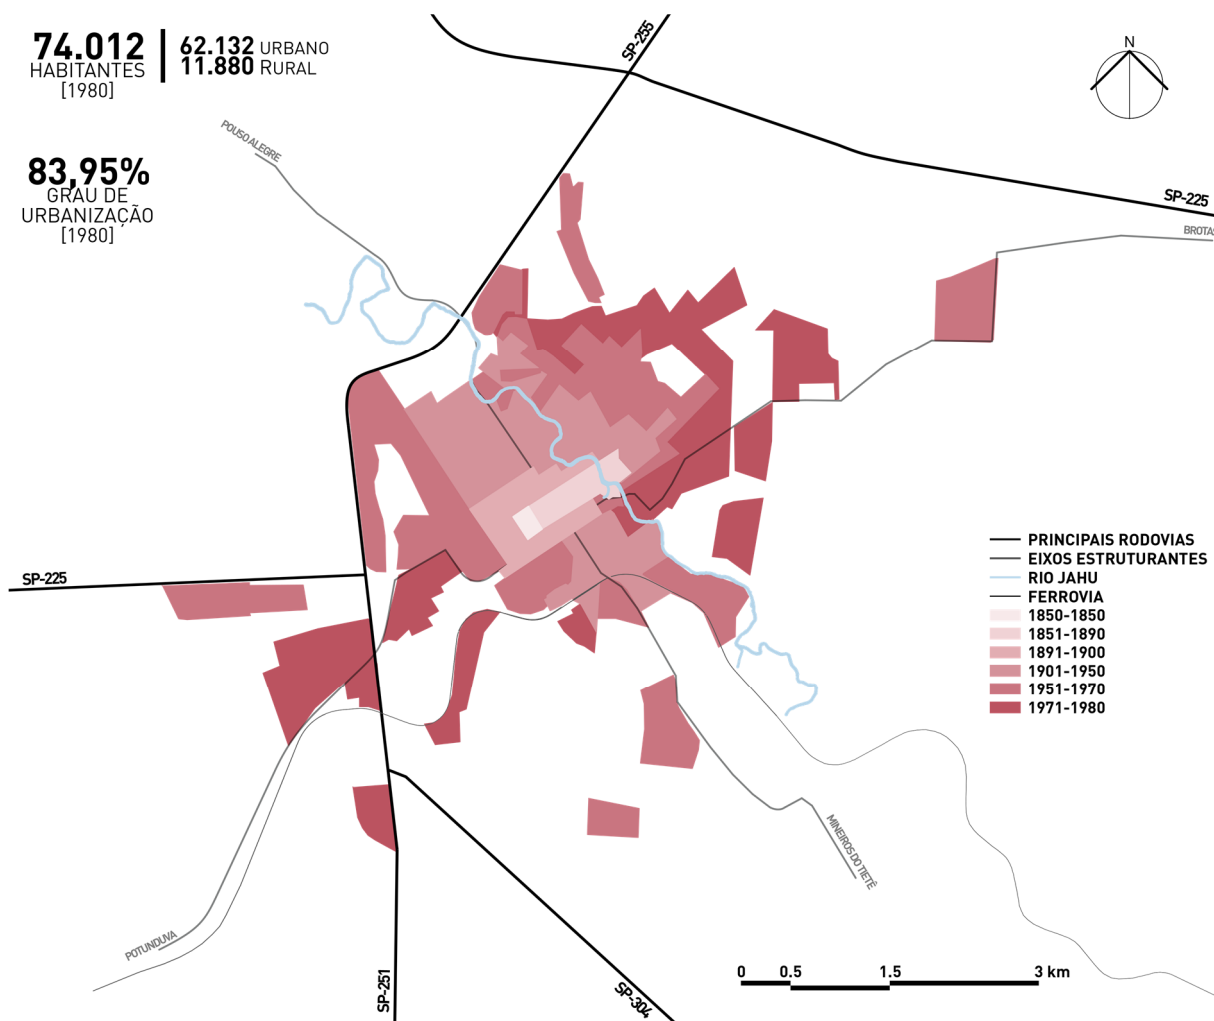 74.012
HABITANTES
[1980]
62.132 URBANO
11.880 RURAL
83,95%
GRAU DE
URBANIZAÇÃO
[1980]
N
SP-255
POUSO ALEGRE
SP-225
BROTAS
SP-225
PRINCIPAIS RODOVIAS
EIXOS ESTRUTURANTES
RIO JAHU
FERROVIA
1850-1850
1851-1890
1891-1900
1901-1950
1951-1970
1971-1980
MINEIROS DO TIETÊ
POTUNDUVA
SP-251
SP-304
0 0.5 1.5 3 km